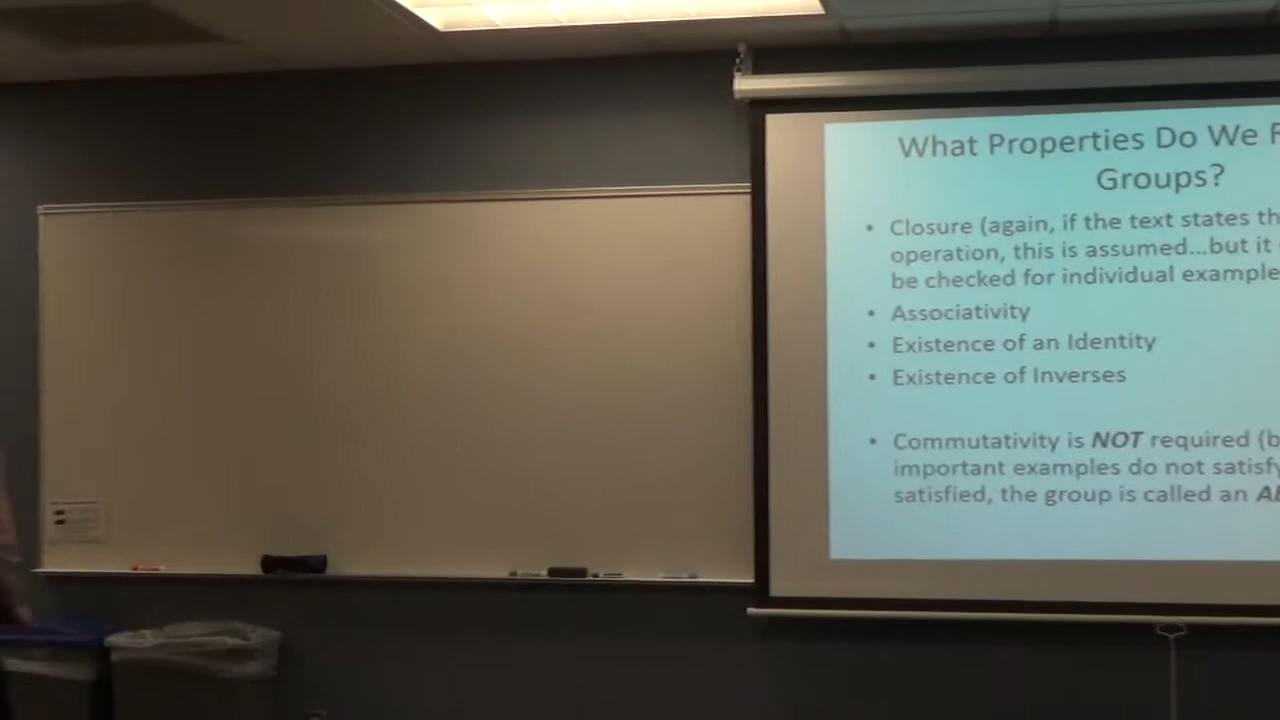 What Properties Do We
Groups?
• Closure (again, if the text states
operation, this is assumed...but it
be checked for individual example
• Associativity
• Existence of an Identity
• Existence of Inverses
• Commutativity is NOT required
important examples do not satisfy
satisfied, the group is called an